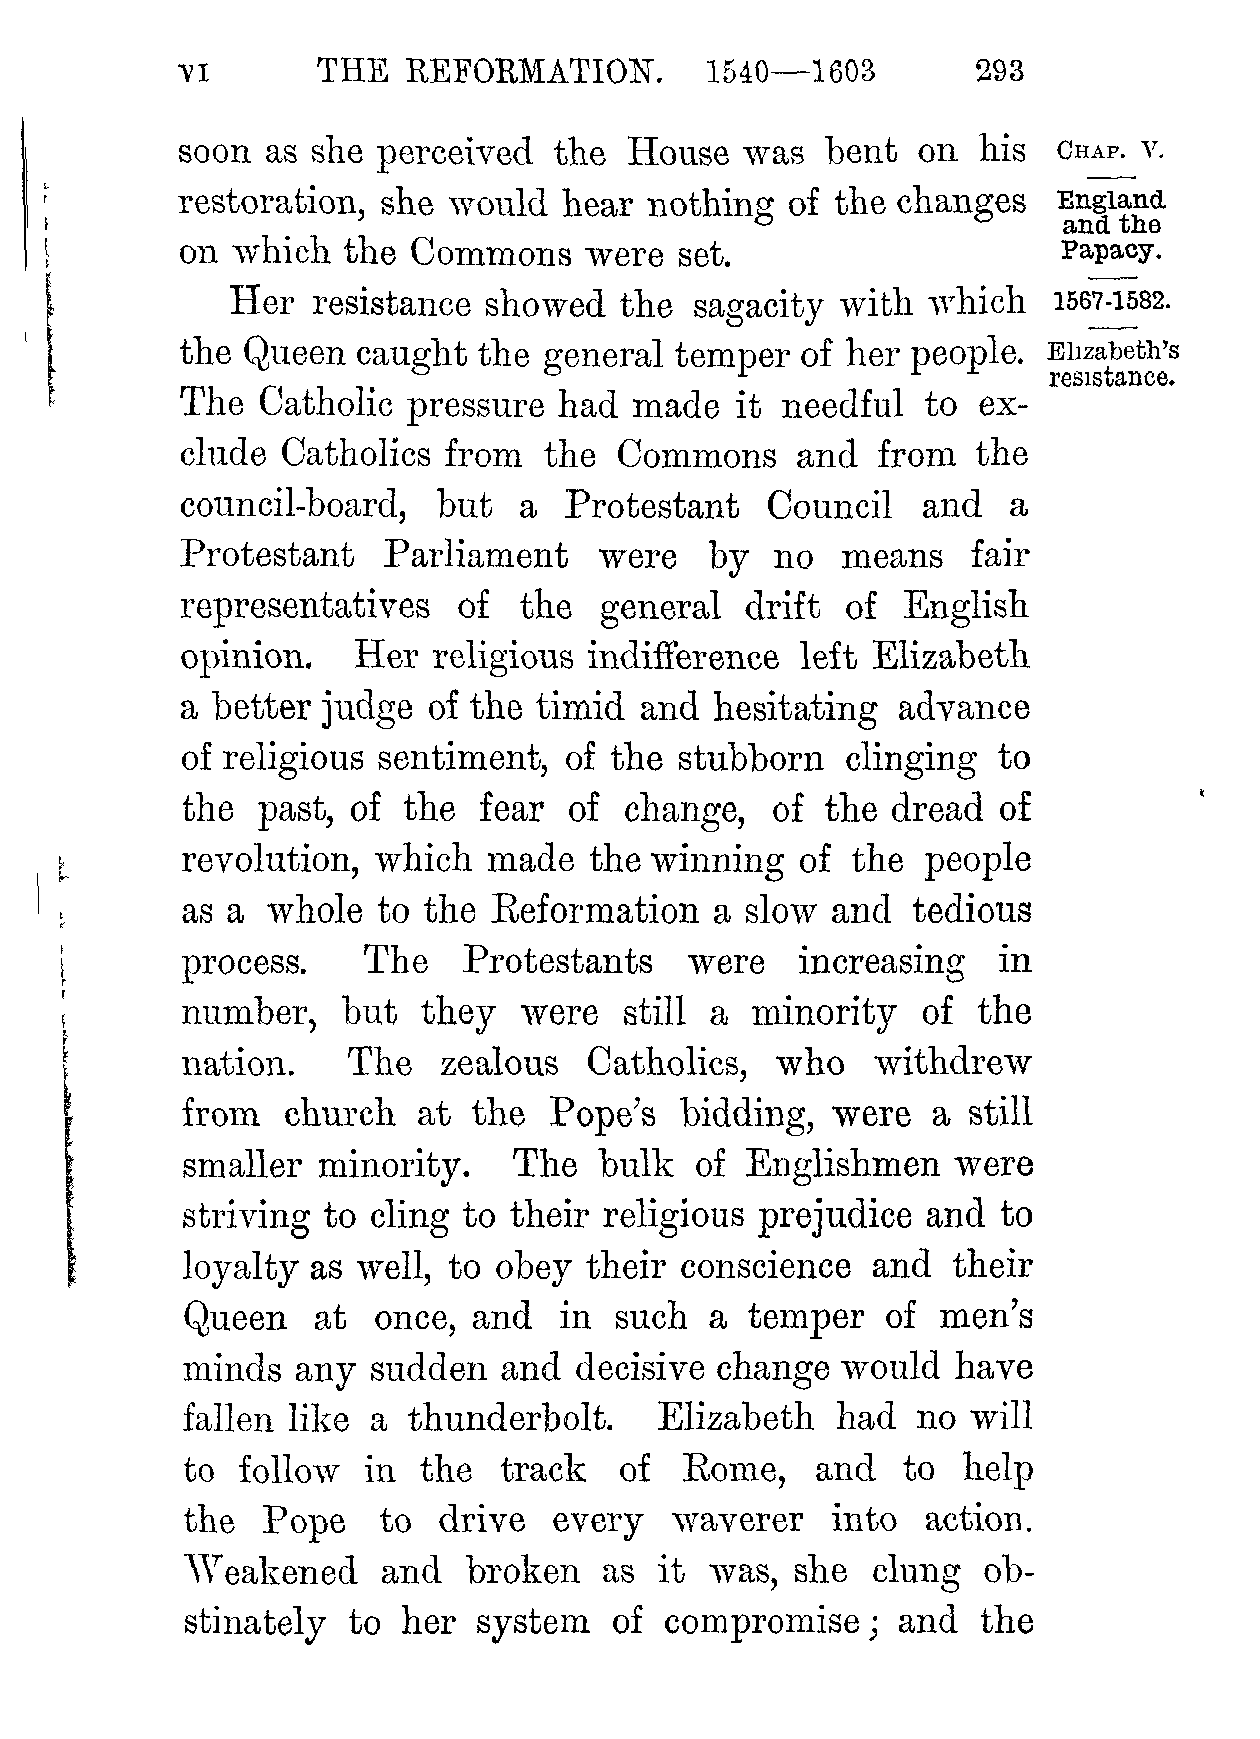 VI THE REFORMATION. 1540—1603 293
soon as she perceived the House was bent on his
restoration, she would hear nothing of the changes
on which the Commons were set.
Her resistance showed the sagacity with which
the Queen caught the general temper of her people.
The Catholic pressure had made it needful to ex-
clude Catholics from the Commons and from the
council-board, but a Protestant Council and a
Protestant Parliament were by no means fair
representatives of the general drift of English
opinion. Her religious indifference left Elizabeth
a better judge of the timid and hesitating advance
of religious sentiment, of the stubborn clinging to
the past, of the fear of change, of the dread of
revolution, which made the winning of the people
as a whole to the Reformation a slow and tedious
process. The Protestants were increasing in
number, but they were still a minority of the
nation. The zealous Catholics, who withdrew
from church at the Pope's bidding, were a still
smaller minority. The bulk of Englishmen were
striving to cling to their religious prejudice and to
loyalty as well, to obey their conscience and their
Queen at once, and in such a temper of men's
minds any sudden and decisive change would have
fallen like a thunderbolt. Elizabeth had no will
to follow in the track of Rome, and to help
the Pope to drive every waverer into action.
Weakened and broken as it was, she clung ob-
stinately to her system of compromise; and the
CHAP. V.
England
and the
Papacy.
1567-1582.
Elizabeth's
resistance.